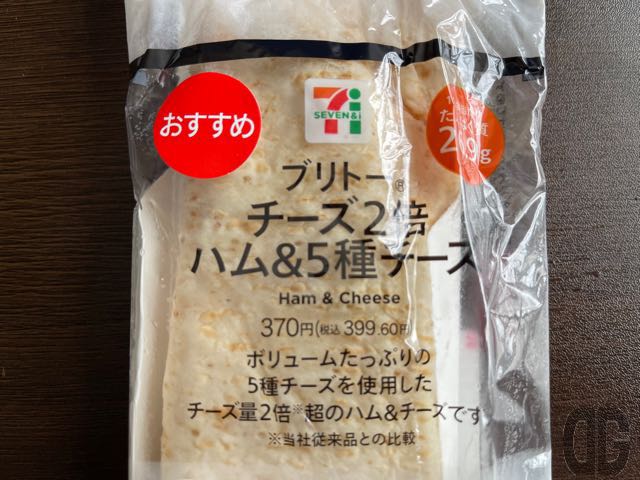 おすすめ
SEVEN&i
ブリトー®
チーズ2倍
ハム&5種チーズ
Ham & Cheese
370円(税込399.60円)
ボリュームたっぷりの
5種チーズを使用した
チーズ量2倍※超のハム&チーズです
※当社従来品との比較